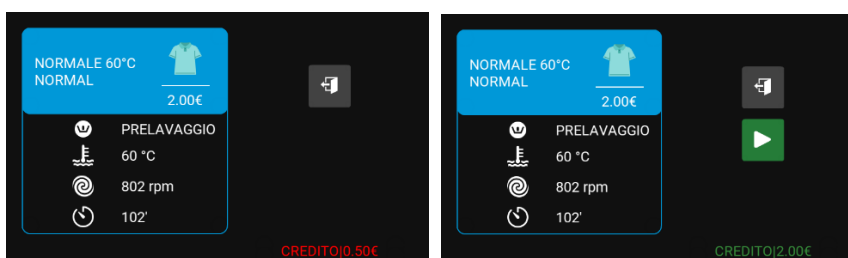 NORMALE 60°C
NORMAL
2.00€
PRELAVAGGIO
60 °C
802 rpm
102'
CREDITO|0.50€
NORMALE 60°C
NORMAL
2.00€
PRELAVAGGIO
60 °C
802 rpm
102'
CREDITO|2.00€